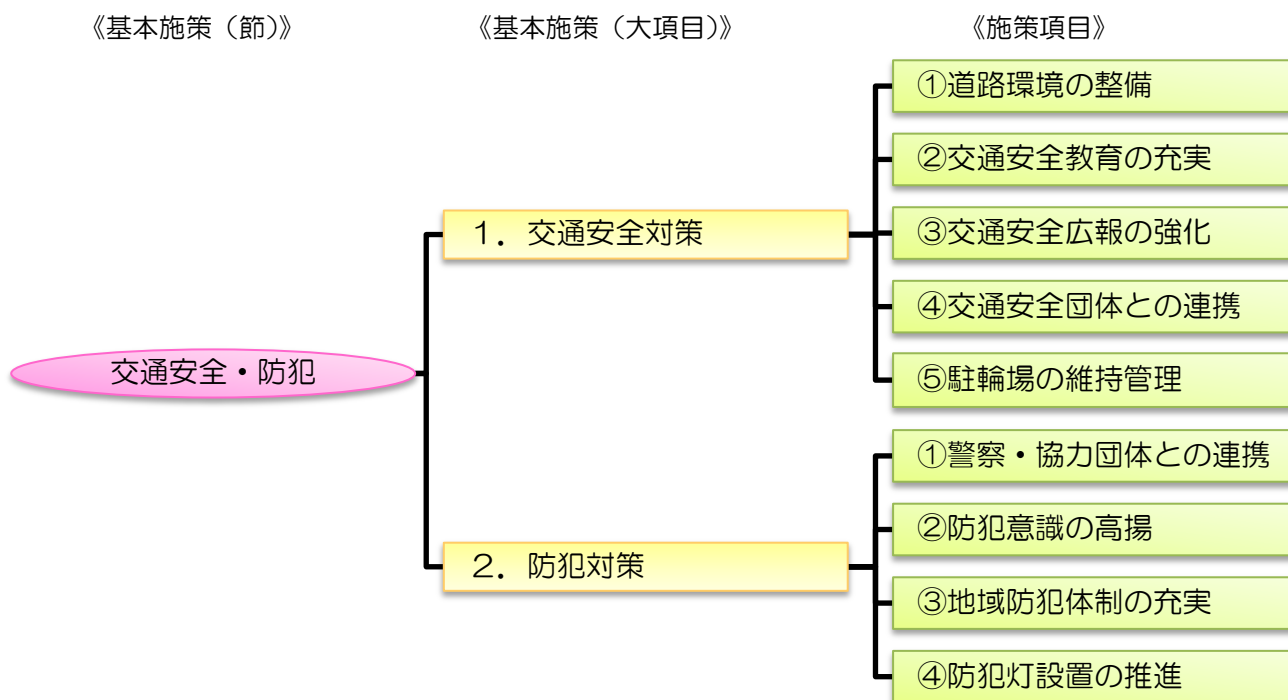 《基本施策(節)》
《基本施策(大項目)》
《施策項目》
交通安全・防犯
1.交通安全対策
①道路環境の整備
②交通安全教育の充実
③交通安全広報の強化
④交通安全団体との連携
⑤駐輪場の維持管理
2.防犯対策
①警察・協力団体との連携
②防犯意識の高揚
③地域防犯体制の充実
④防犯灯設置の推進